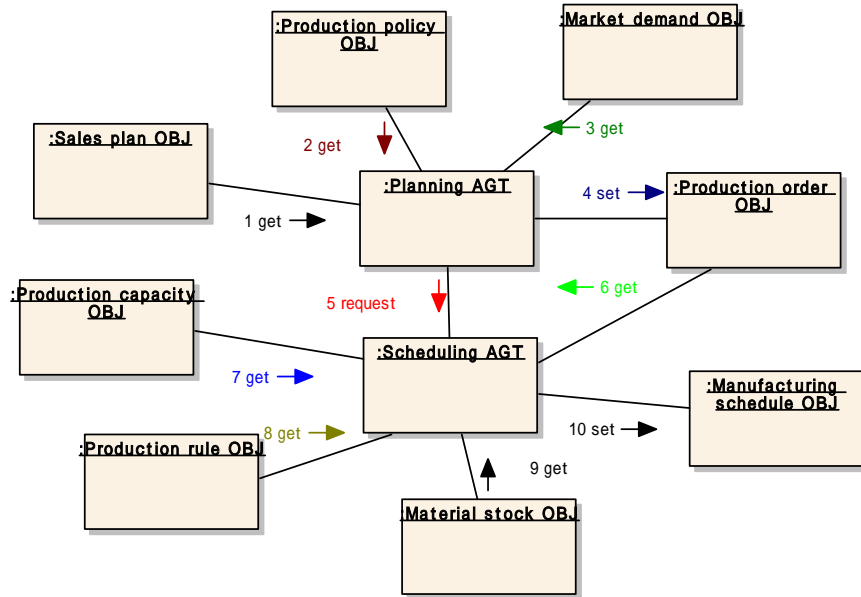 :Production policy
OBJ
:Market demand OBJ
2 get
3 get
:Sales plan OBJ
:Planning AGT
4 set
:Production order
OBJ
1 get
:Production capacity
OBJ
5 request
6 get
:Scheduling AGT
7 get
:Manufacturing
schedule OBJ
8 get
10 set
:Production rule OBJ
9 get
:Material stock OBJ